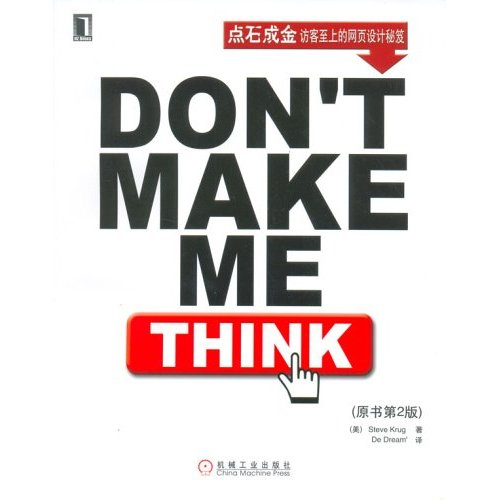 点石成金 访客至上的网页设计秘笈
DON'T
MAKE
ME
THINK
(原书第2版)
(美) Steve Krug 著
De Dream' 译
机械工业出版社
China Machine Press